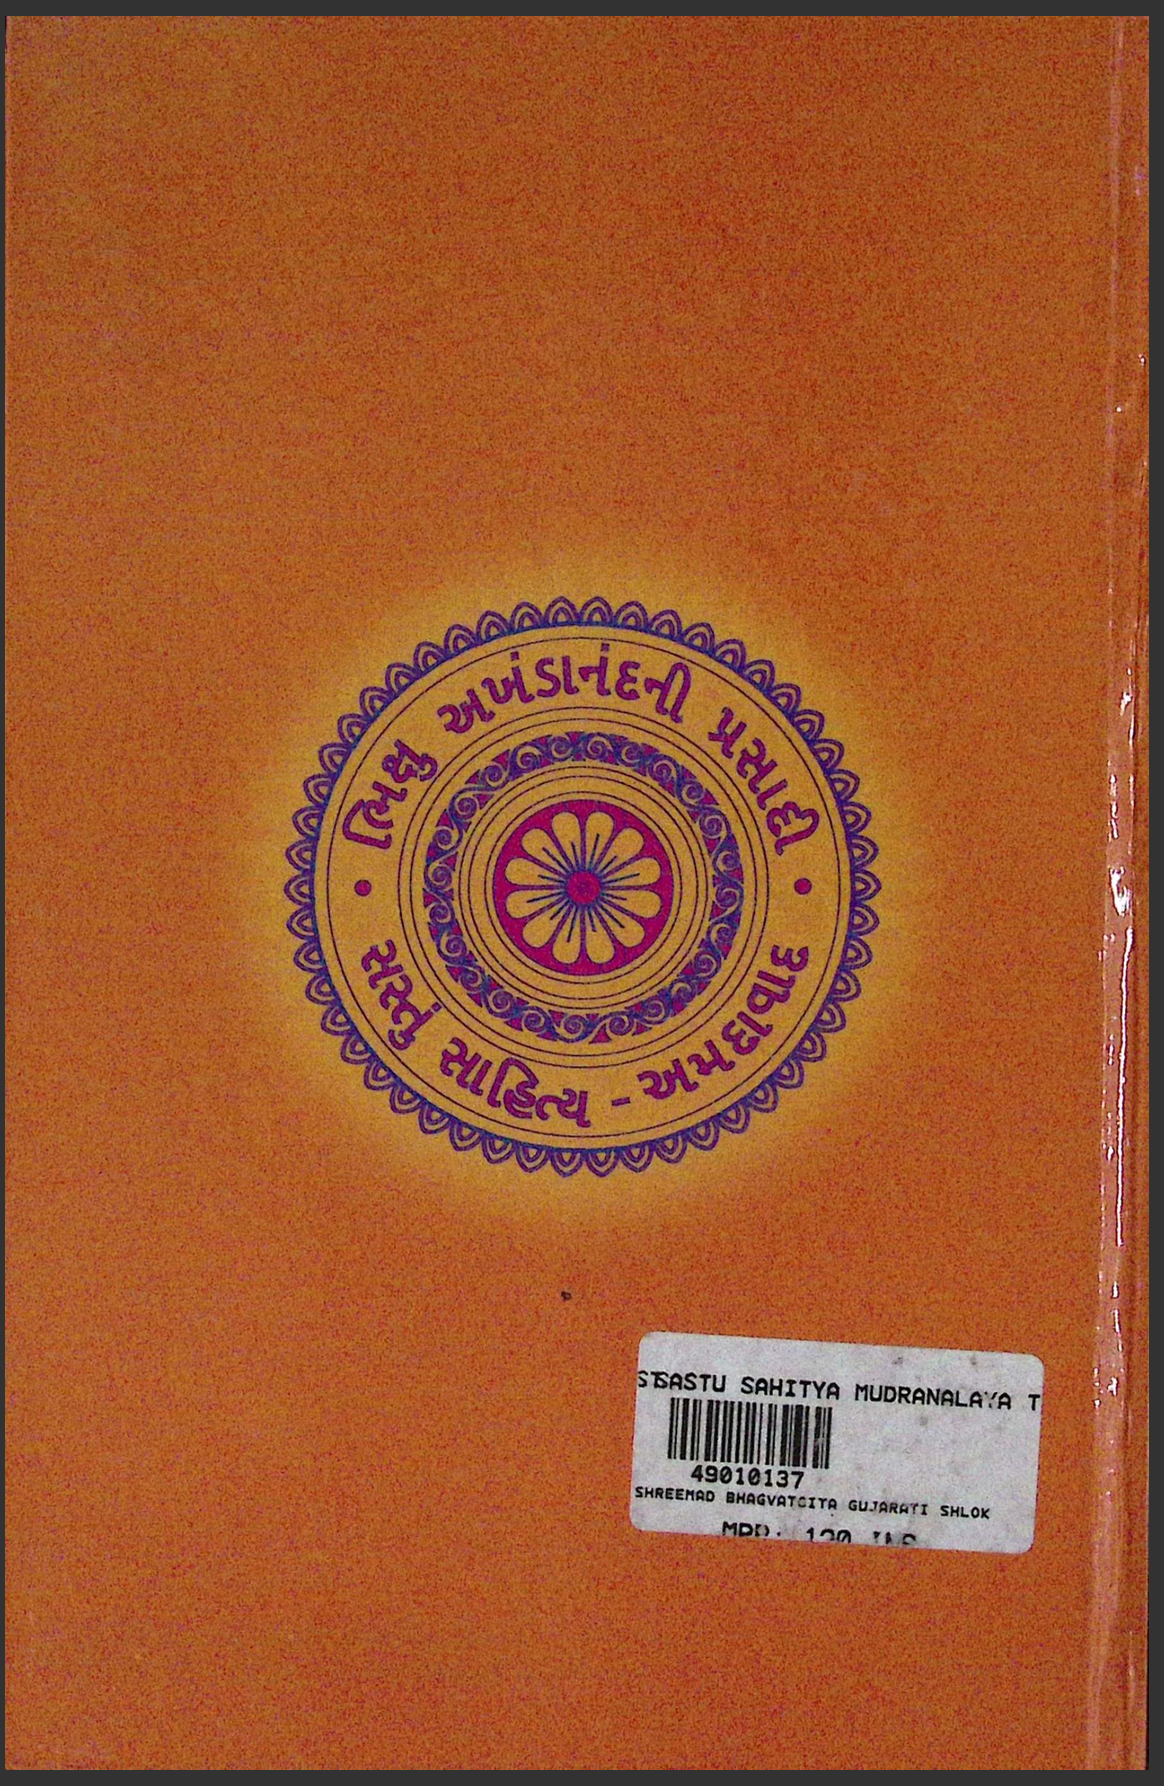 ભિક્ષુ અખંડાનંદની પ્રસાદી
સસ્તું સાહિત્ય - અમદાવાદ
SASTU SAHITYA MUDRANALAYA T
49010137
SHREEMAD BHAGVATGITA GUJARATI SHLOK